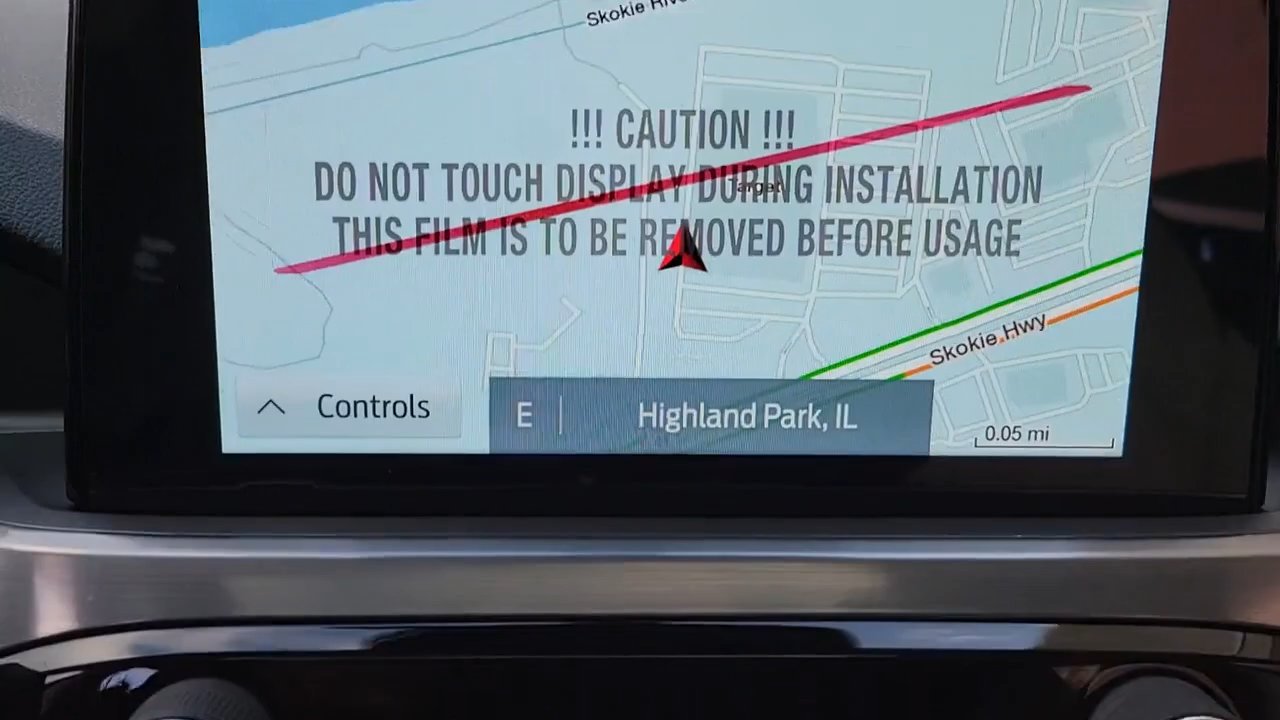 Skokie Riv
!!! CAUTION !!!
DO NOT TOUCH DISPLAY DURING INSTALLATION
Target
THIS FILM IS TO BE REMOVED BEFORE USAGE
Skokie Hwy
Controls
E
Highland Park, IL
0.05 mi